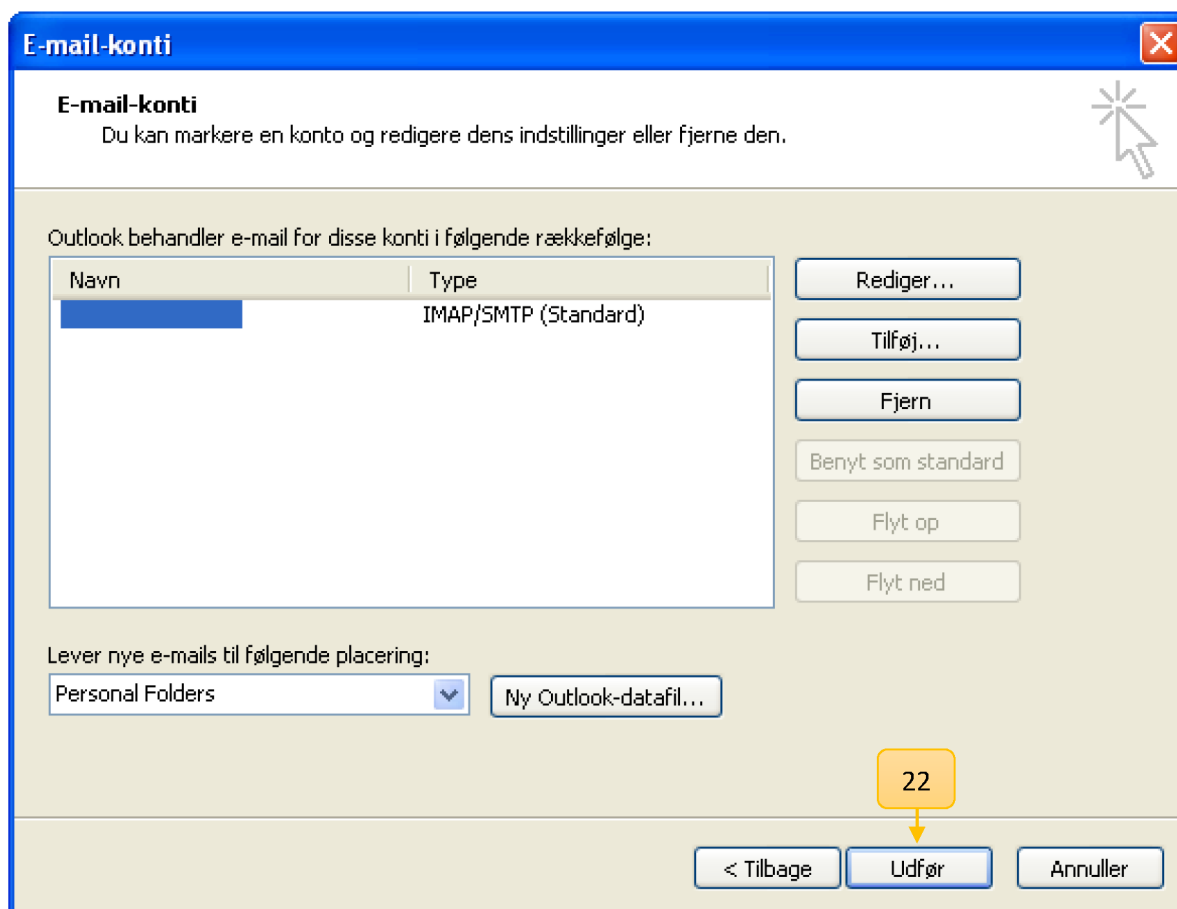 E-mail-konti
E-mail-konti
Du kan markere en konto og redigere dens indstillinger eller fjerne den.
Outlook behandler e-mail for disse konti i følgende rækkefølge:
Navn Type
IMAP/SMTP (Standard)
Rediger...
Tilføj...
Fjern
Benyt som standard
Flyt op
Flyt ned
Lever nye e-mails til følgende placering:
Personal Folders
Ny Outlook-datafil...
22
< Tilbage Udfør Annuller